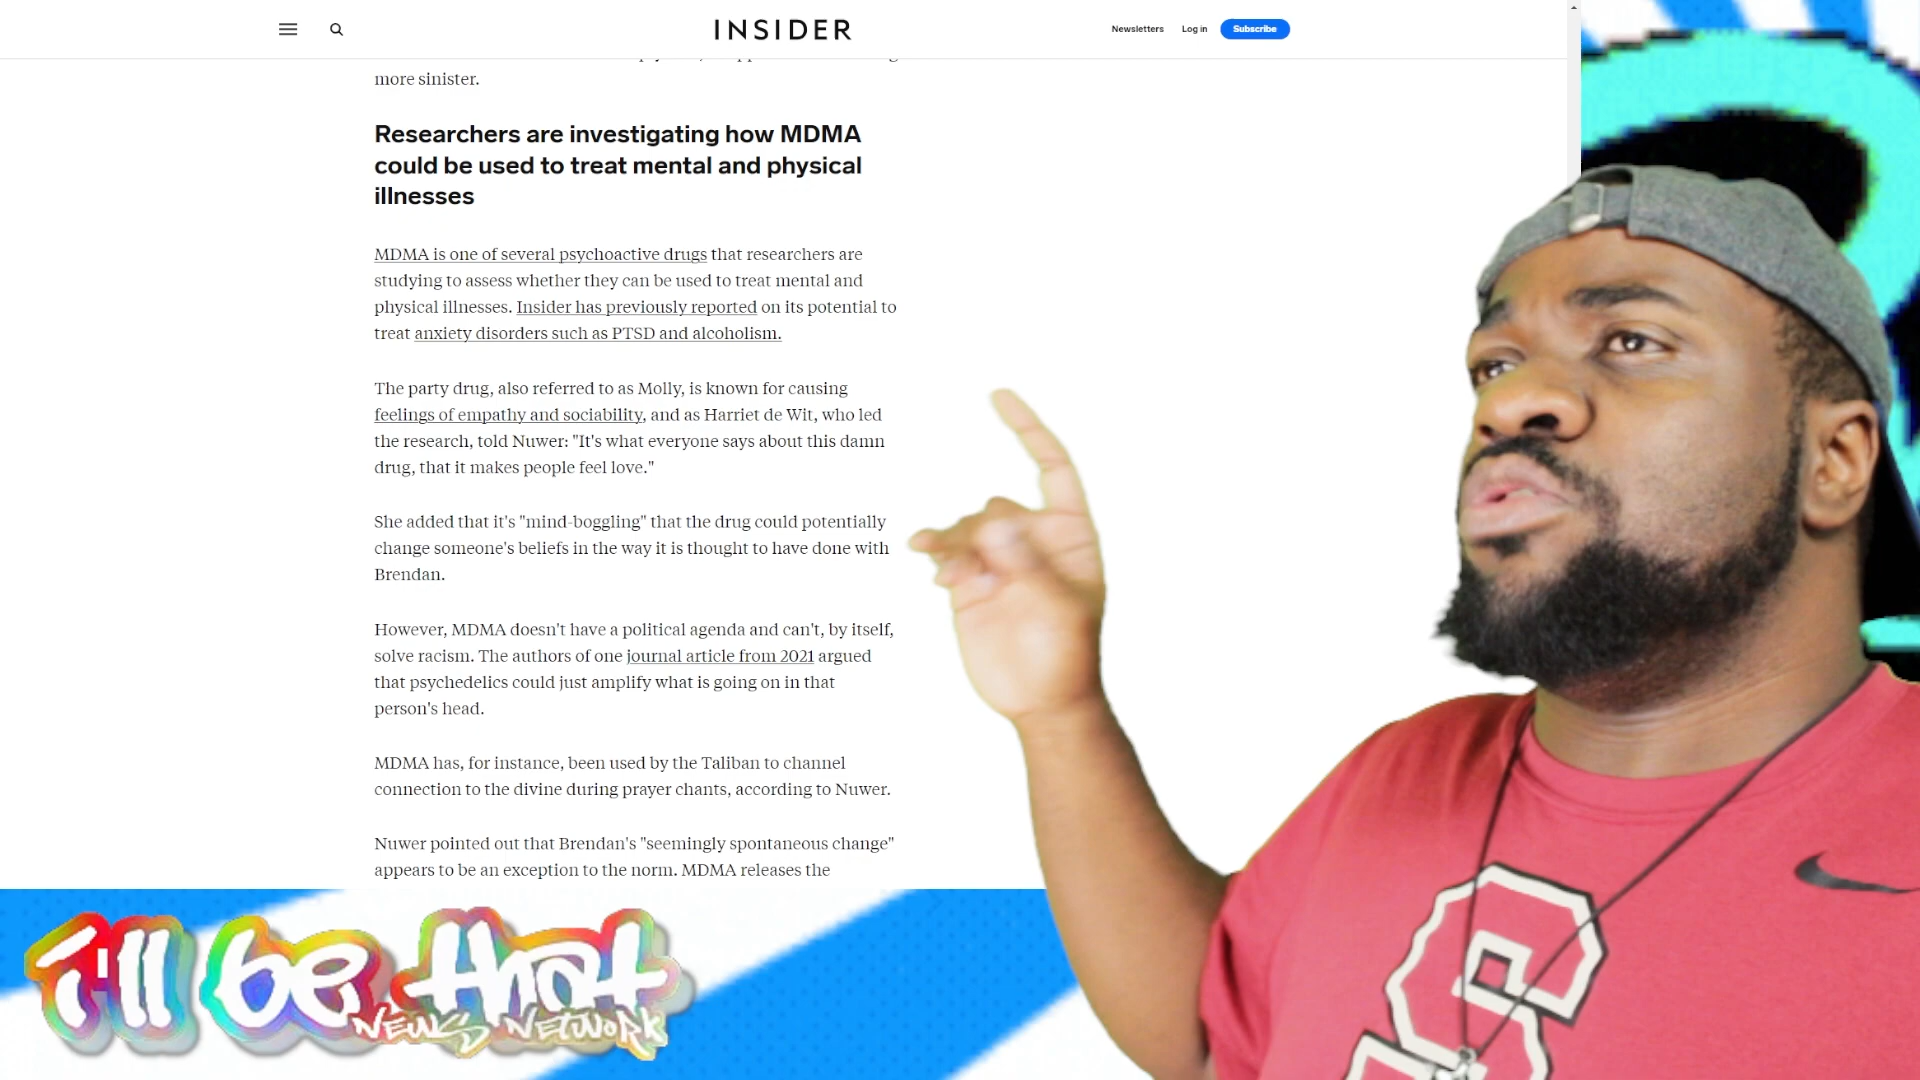 INSIDER
Newsletters Log in Subscribe
more sinister.
Researchers are investigating how MDMA
could be used to treat mental and physical
illnesses
MDMA is one of several psychoactive drugs that researchers are
studying to assess whether they can be used to treat mental and
physical illnesses. Insider has previously reported on its potential to
treat anxiety disorders such as PTSD and alcoholism.
The party drug, also referred to as Molly, is known for causing
feelings of empathy and sociability, and as Harriet de Wit, who led
the research, told Nuwer: "It's what everyone says about this damn
drug, that it makes people feel love."
She added that it's "mind-boggling" that the drug could potentially
change someone's beliefs in the way it is thought to have done with
Brendan.
However, MDMA doesn't have a political agenda and can't, by itself,
solve racism. The authors of one journal article from 2021 argued
that psychedelics could just amplify what is going on in that
person's head.
MDMA has, for instance, been used by the Taliban to channel
connection to the divine during prayer chants, according to Nuwer.
Nuwer pointed out that Brendan's "seemingly spontaneous change"
appears to be an exception to the norm. MDMA releases the
i'll be that
NEWS NETWORK
S